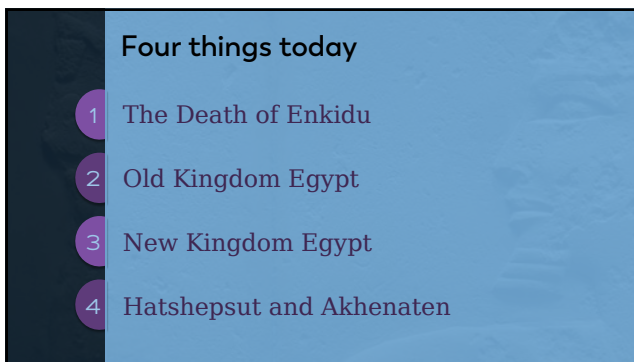 Four things today
1 The Death of Enkidu
2 Old Kingdom Egypt
3 New Kingdom Egypt
4 Hatshepsut and Akhenaten